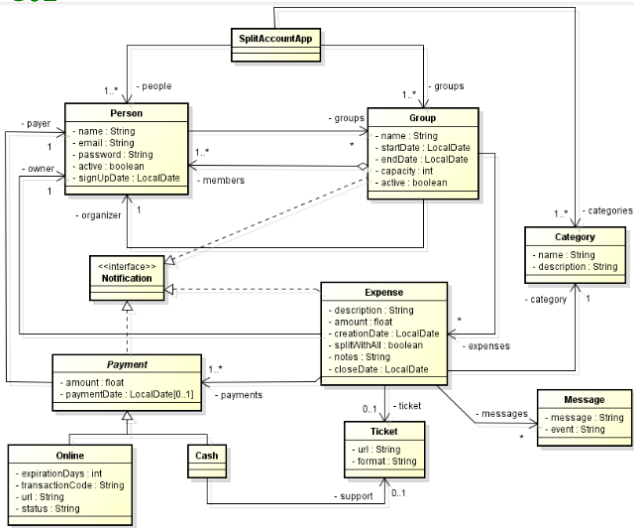 SplitAccountApp
1..*
- people
1..*
- groups
Person
- name : String
- email : String
- password : String
- active : boolean
- signUpDate : LocalDate
- payer
1
- owner
1
- groups
*
1..*
- members
- organizer
1
Group
- name : String
- startDate : LocalDate
- endDate : LocalDate
- capacity : int
- active : boolean
1..*
- categories
Category
- name : String
- description : String
- category
1
<<interface>>
Notification
Expense
- description : String
- amount : float
- creationDate : LocalDate
- splitWithAll : boolean
- notes : String
- closeDate : LocalDate
*
- expenses
Payment
- amount : float
- paymentDate : LocalDate[0..1]
1..*
- payments
0..1
- ticket
- messages
*
Message
- message : String
- event : String
Ticket
- url : String
- format : String
Online
- expirationDays : int
- transactionCode : String
- url : String
- status : String
Cash
- support
0..1